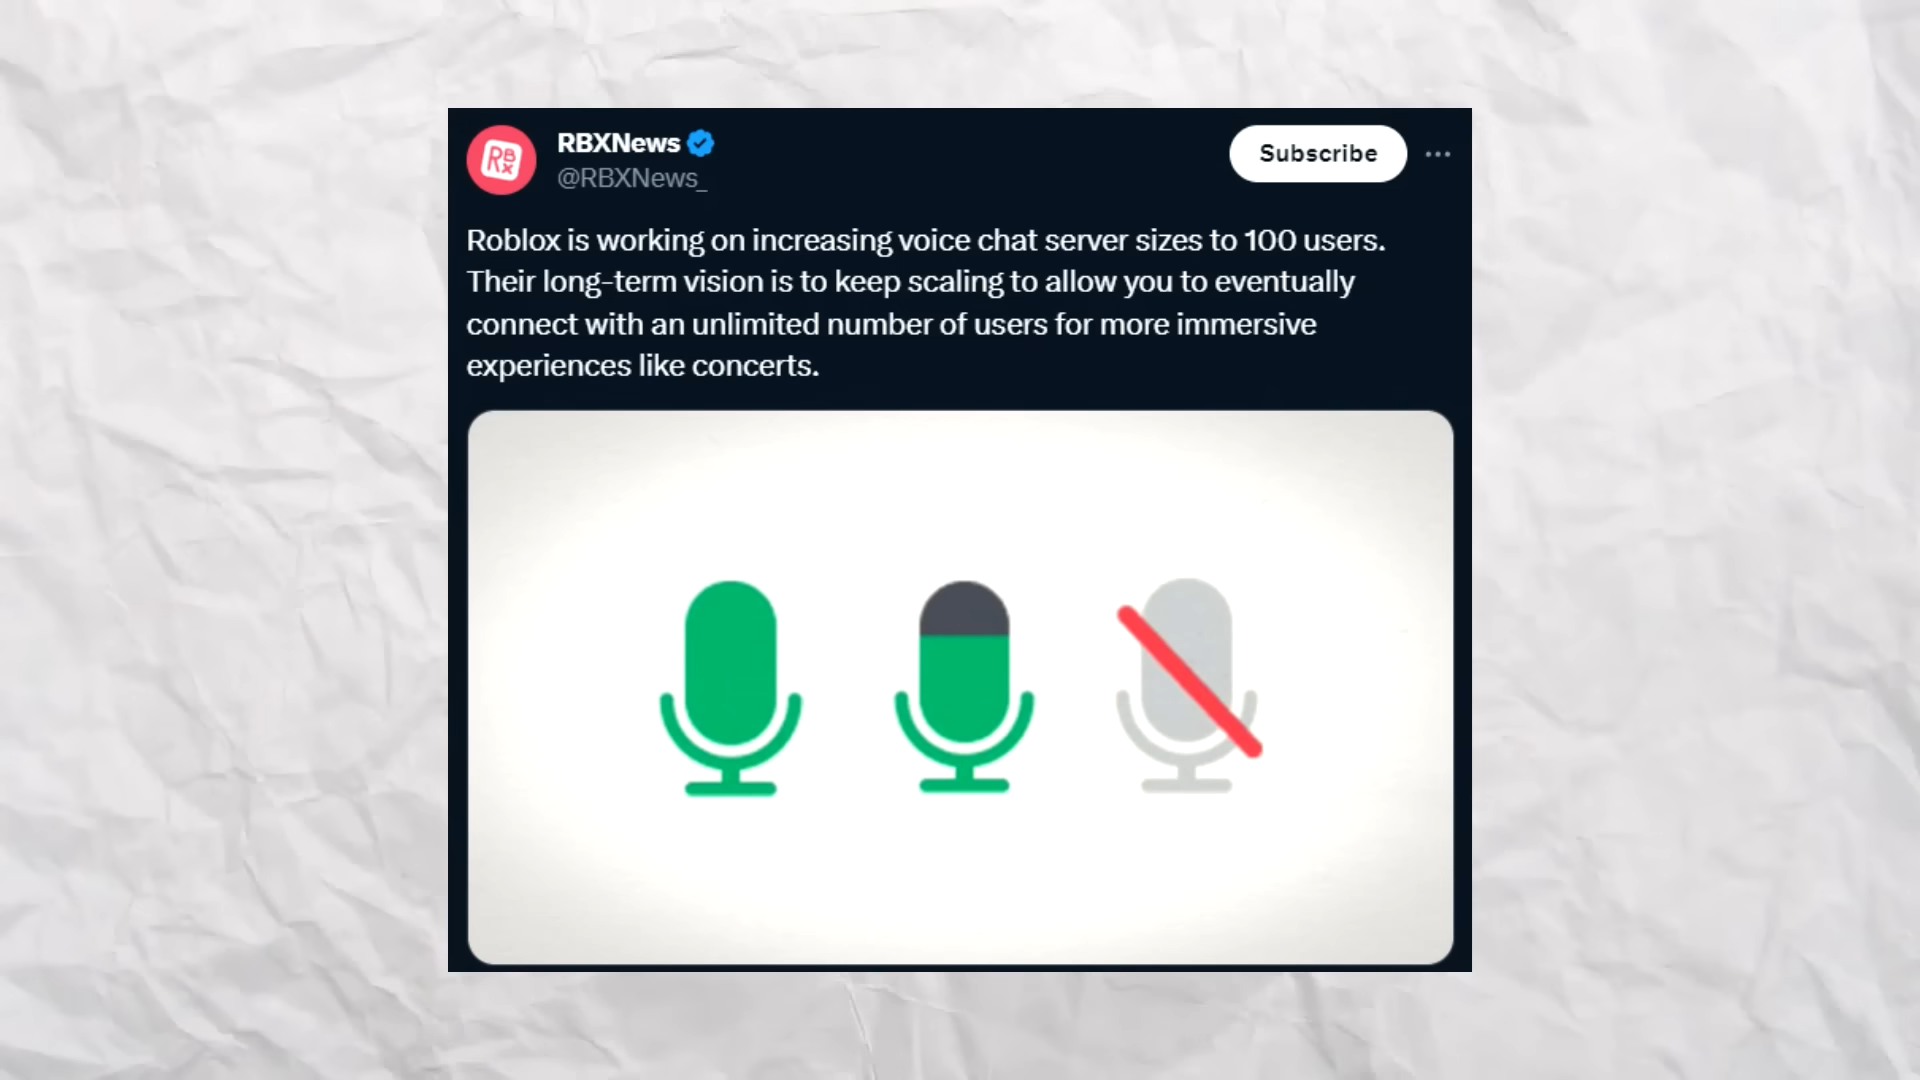 RBX
RBXNews
@RBXNews_
Subscribe
Roblox is working on increasing voice chat server sizes to 100 users.
Their long-term vision is to keep scaling to allow you to eventually
connect with an unlimited number of users for more immersive
experiences like concerts.